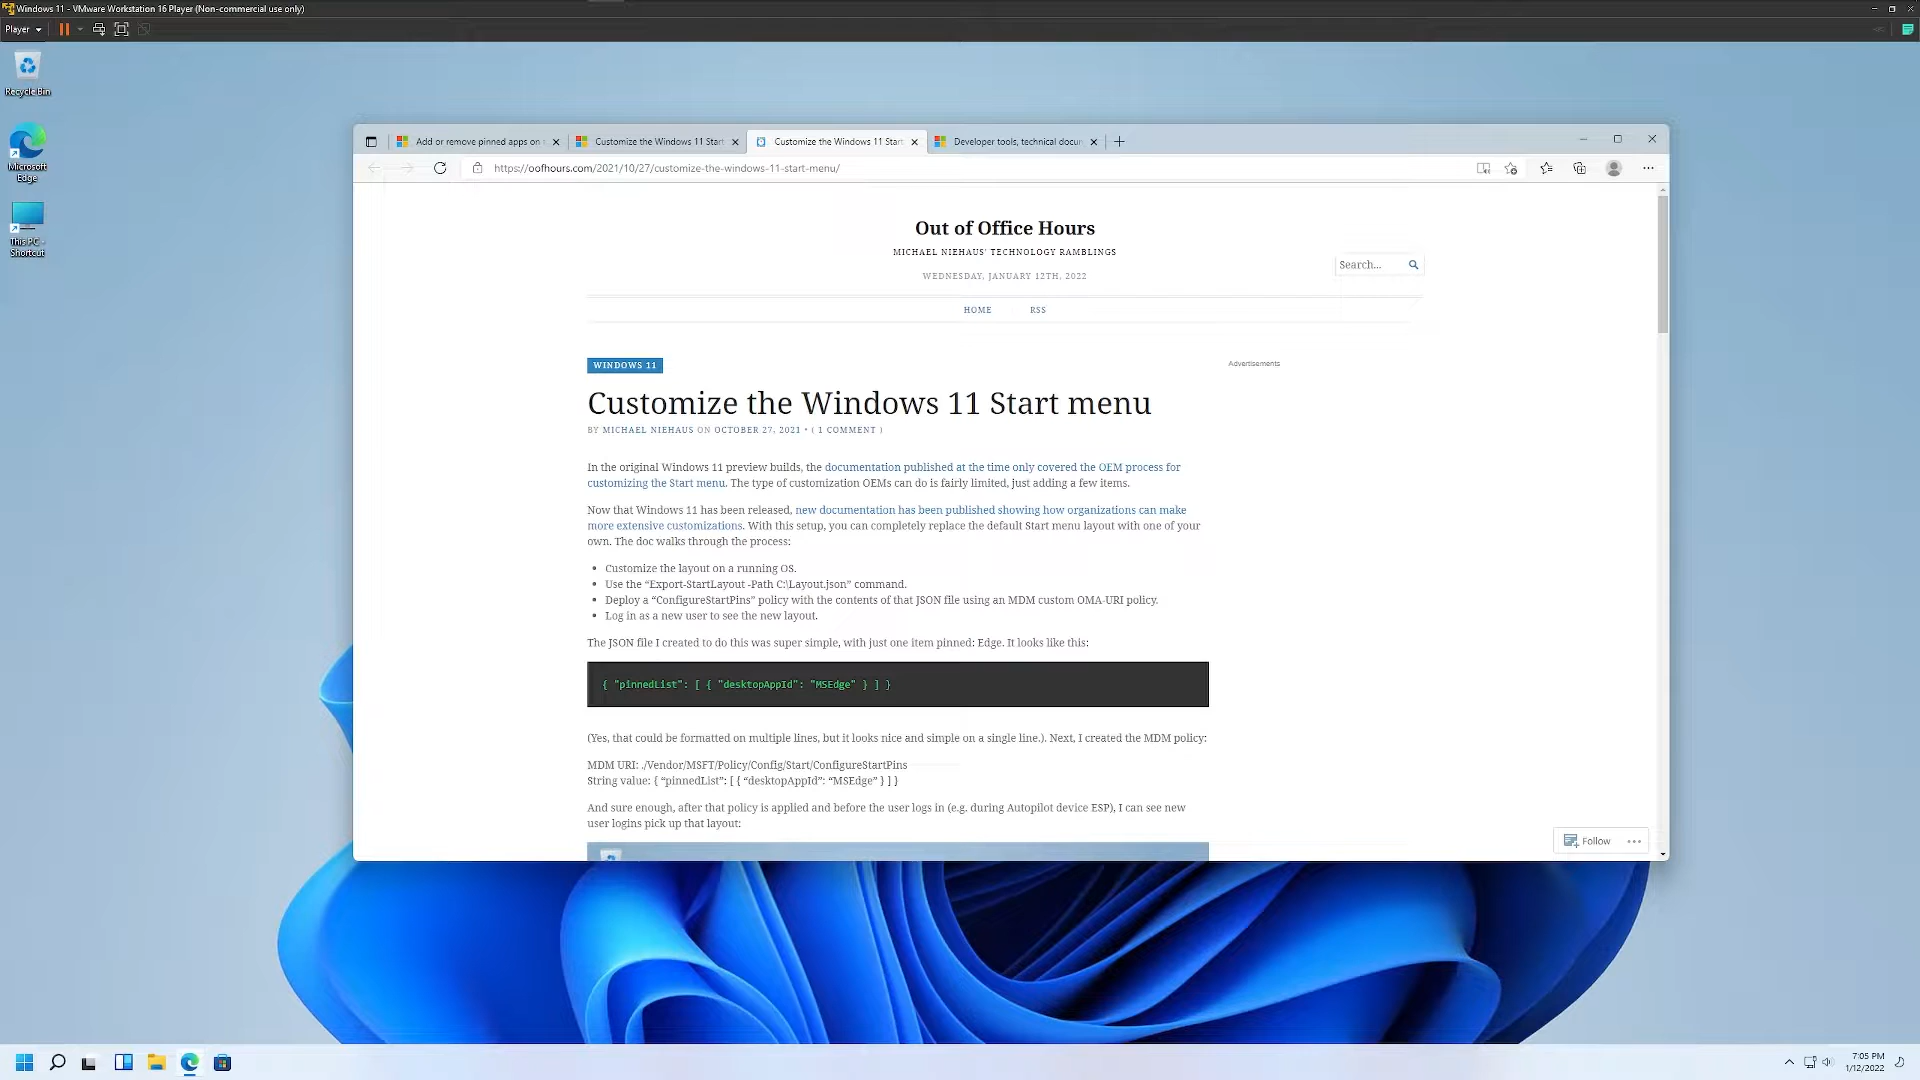 Windows 11 - VMware Workstation 16 Player (Non-commercial use only)
Player
Recycle Bin
Microsoft
Edge
This PC -
Shortcut
Add or remove pinned apps on
Customize the Windows 11 Start
Customize the Windows 11 Start
Developer tools, technical docu
https://oofhours.com/2021/10/27/customize-the-windows-11-start-menu/
Out of Office Hours
MICHAEL NIEHAUS' TECHNOLOGY RAMBLINGS
WEDNESDAY, JANUARY 12TH, 2022
Search...
HOME RSS
WINDOWS 11
Advertisements
Customize the Windows 11 Start menu
BY MICHAEL NIEHAUS ON OCTOBER 27, 2021 • ( 1 COMMENT )
In the original Windows 11 preview builds, the documentation published at the time only covered the OEM process for
customizing the Start menu. The type of customization OEMs can do is fairly limited, just adding a few items.
Now that Windows 11 has been released, new documentation has been published showing how organizations can make
more extensive customizations. With this setup, you can completely replace the default Start menu layout with one of your
own. The doc walks through the process:
• Customize the layout on a running OS.
• Use the “Export-StartLayout -Path C:\Layout.json” command.
• Deploy a “ConfigureStartPins” policy with the contents of that JSON file using an MDM custom OMA-URI policy.
• Log in as a new user to see the new layout.
The JSON file I created to do this was super simple, with just one item pinned: Edge. It looks like this:
{ "pinnedList": [ { "desktopAppId": "MSEdge" } ] }
(Yes, that could be formatted on multiple lines, but it looks nice and simple on a single line.). Next, I created the MDM policy:
MDM URI: ./Vendor/MSFT/Policy/Config/Start/ConfigureStartPins
String value: { “pinnedList”: [ { “desktopAppId”: “MSEdge” } ] }
And sure enough, after that policy is applied and before the user logs in (e.g. during Autopilot device ESP), I can see new
user logins pick up that layout:
Follow
7:05 PM
1/12/2022